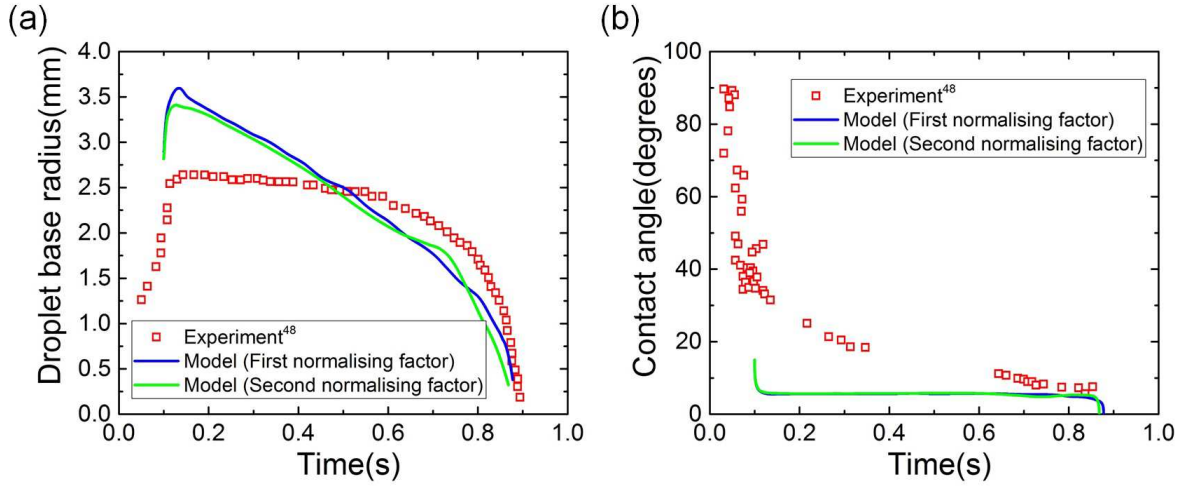 (a)
Droplet base radius(mm)
4.0
3.5
3.0
2.5
2.0
1.5
1.0
0.5
0.0
Experiment48
Model (First normalising factor)
Model (Second normalising factor)
0.0 0.2 0.4 0.6 0.8 1.0
Time(s)
(b)
Contact angle(degrees)
100
80
60
40
20
0
Experiment48
Model (First normalising factor)
Model (Second normalising factor)
0.0 0.2 0.4 0.6 0.8 1.0
Time(s)